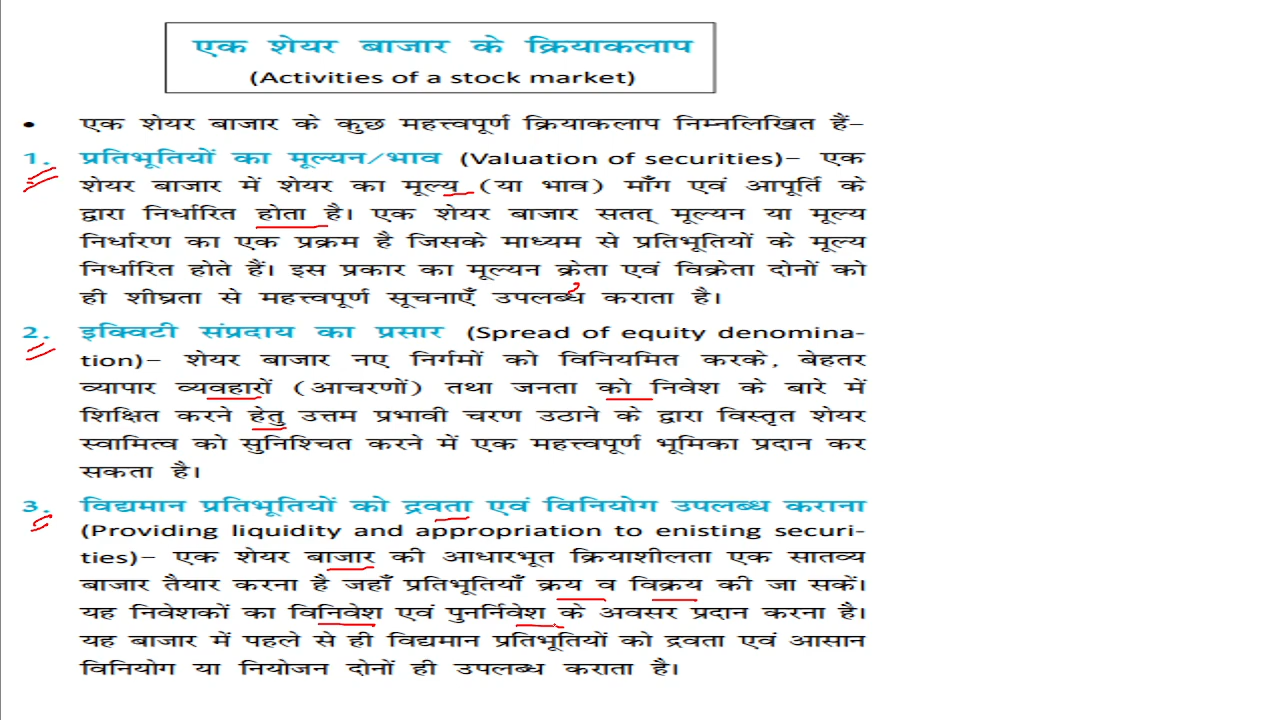 एक शेयर बाजार के क्रियाकलाप
(Activities of a stock market)
• एक शेयर बाजार के कुछ महत्त्वपूर्ण क्रियाकलाप निम्नलिखित हैं–
1. प्रतिभूतियों का मूल्यन/भाव (Valuation of securities)– एक
शेयर बाजार में शेयर का मूल्य (या भाव) माँग एवं आपूर्ति के
द्वारा निर्धारित होता है। एक शेयर बाजार सतत् मूल्यन या मूल्य
निर्धारण का एक प्रक्रम है जिसके माध्यम से प्रतिभूतियों के मूल्य
निर्धारित होते हैं। इस प्रकार का मूल्यन क्रेता एवं विक्रेता दोनों को
ही शीघ्रता से महत्त्वपूर्ण सूचनाएँ उपलब्ध कराता है।
2. इक्विटी संप्रदाय का प्रसार (Spread of equity denomina-
tion)– शेयर बाजार नए निर्गमों को विनियमित करके, बेहतर
व्यापार व्यवहारों (आचरणों) तथा जनता को निवेश के बारे में
शिक्षित करने हेतु उत्तम प्रभावी चरण उठाने के द्वारा विस्तृत शेयर
स्वामित्व को सुनिश्चित करने में एक महत्त्वपूर्ण भूमिका प्रदान कर
सकता है।
3. विद्यमान प्रतिभूतियों को द्रवता एवं विनियोग उपलब्ध कराना
(Providing liquidity and appropriation to enisting securi-
ties)– एक शेयर बाजार की आधारभूत क्रियाशीलता एक सातव्य
बाजार तैयार करना है जहाँ प्रतिभूतियाँ क्रय व विक्रय की जा सकें।
यह निवेशकों का विनिवेश एवं पुनर्निवेश के अवसर प्रदान करना है।
यह बाजार में पहले से ही विद्यमान प्रतिभूतियों को द्रवता एवं आसान
विनियोग या नियोजन दोनों ही उपलब्ध कराता है।